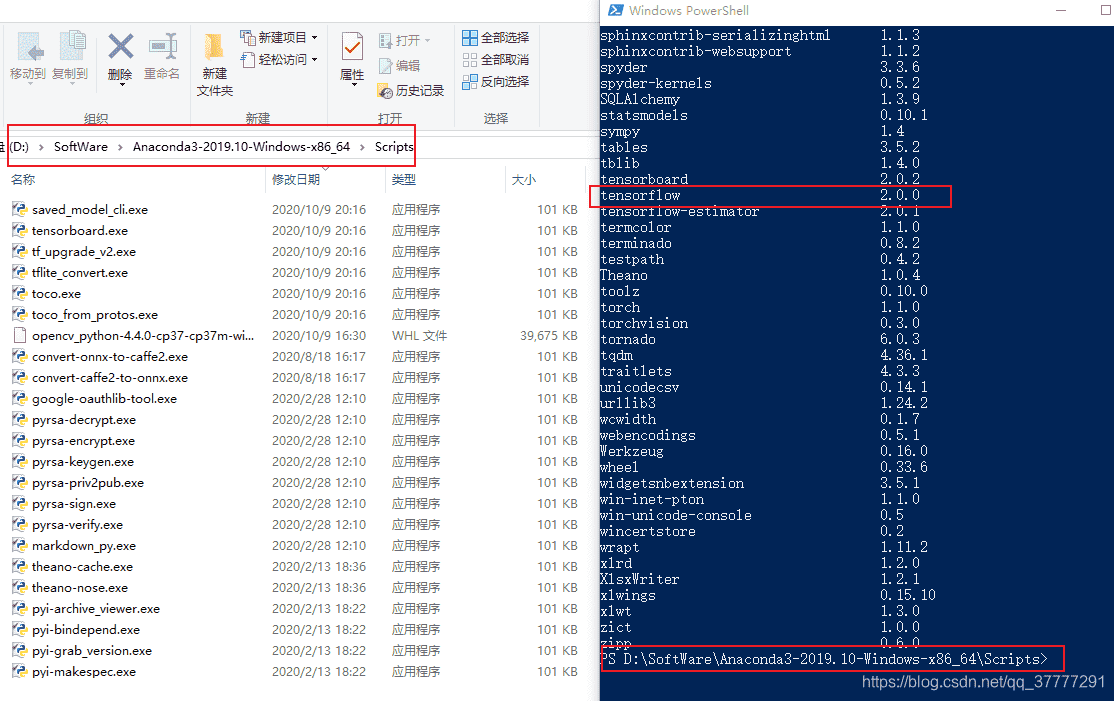 移动到 复制到 删除 重命名 新建文件夹 新建项目 轻松访问 属性 打开 编辑 历史记录 全部选择 全部取消 反向选择
组织 新建 打开 选择
(D:) › SoftWare › Anaconda3-2019.10-Windows-x86_64 › Scripts
名称 修改日期 类型 大小
saved_model_cli.exe 2020/10/9 20:16 应用程序 101 KB
tensorboard.exe 2020/10/9 20:16 应用程序 101 KB
tf_upgrade_v2.exe 2020/10/9 20:16 应用程序 101 KB
tflite_convert.exe 2020/10/9 20:16 应用程序 101 KB
toco.exe 2020/10/9 20:16 应用程序 101 KB
toco_from_protos.exe 2020/10/9 20:16 应用程序 101 KB
opencv_python-4.4.0-cp37-cp37m-wi... 2020/10/9 16:30 WHL 文件 39,675 KB
convert-onnx-to-caffe2.exe 2020/8/18 16:17 应用程序 101 KB
convert-caffe2-to-onnx.exe 2020/8/18 16:17 应用程序 101 KB
google-oauthlib-tool.exe 2020/2/28 12:10 应用程序 101 KB
pyrsa-decrypt.exe 2020/2/28 12:10 应用程序 101 KB
pyrsa-encrypt.exe 2020/2/28 12:10 应用程序 101 KB
pyrsa-keygen.exe 2020/2/28 12:10 应用程序 101 KB
pyrsa-priv2pub.exe 2020/2/28 12:10 应用程序 101 KB
pyrsa-sign.exe 2020/2/28 12:10 应用程序 101 KB
pyrsa-verify.exe 2020/2/28 12:10 应用程序 101 KB
markdown_py.exe 2020/2/28 12:10 应用程序 101 KB
theano-cache.exe 2020/2/13 18:36 应用程序 101 KB
theano-nose.exe 2020/2/13 18:36 应用程序 101 KB
pyi-archive_viewer.exe 2020/2/13 18:22 应用程序 101 KB
pyi-bindepend.exe 2020/2/13 18:22 应用程序 101 KB
pyi-grab_version.exe 2020/2/13 18:22 应用程序 101 KB
pyi-makespec.exe 2020/2/13 18:22 应用程序 101 KB
Windows PowerShell
sphinxcontrib-serializinghtml 1.1.3
sphinxcontrib-websupport 1.1.2
spyder 3.3.6
spyder-kernels 0.5.2
SQLAlchemy 1.3.9
statsmodels 0.10.1
sympy 1.4
tables 3.5.2
tblib 1.4.0
tensorboard 2.0.2
tensorflow 2.0.0
tensorflow-estimator 2.0.1
termcolor 1.1.0
terminado 0.8.2
testpath 0.4.2
Theano 1.0.4
toolz 0.10.0
torch 1.1.0
torchvision 0.3.0
tornado 6.0.3
tqdm 4.36.1
traitlets 4.3.3
unicodecsv 0.14.1
urllib3 1.24.2
wcwidth 0.1.7
webencodings 0.5.1
Werkzeug 0.16.0
wheel 0.33.6
widgetsnbextension 3.5.1
win-inet-pton 1.1.0
win-unicode-console 0.5
wincertstore 0.2
wrapt 1.11.2
xlrd 1.2.0
XlsxWriter 1.2.1
xlwings 0.15.10
xlwt 1.3.0
zict 1.0.0
zipp 0.6.0
PS D:\SoftWare\Anaconda3-2019.10-Windows-x86_64\Scripts>
https://blog.csdn.net/qq_37777291